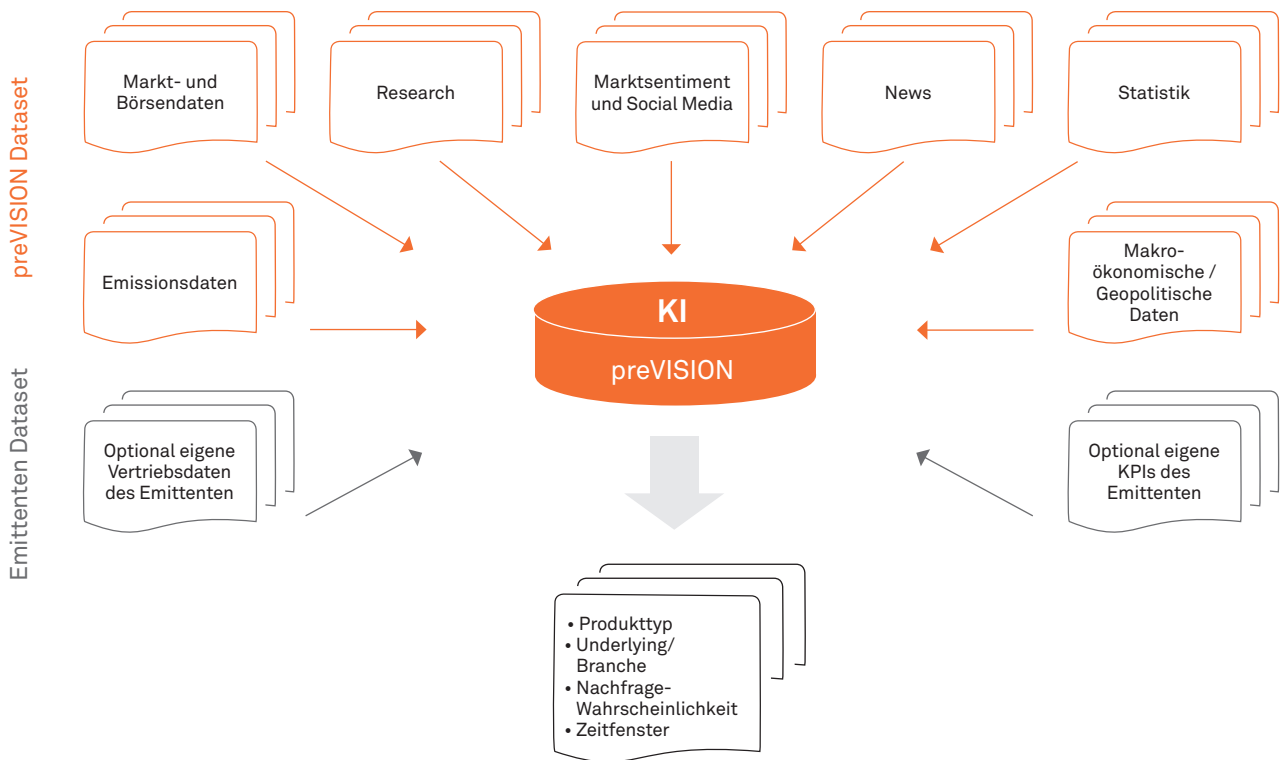 preVISION Dataset
Markt- und
Börsendaten
Research
Marktsentiment
und Social Media
News
Statistik
Emissionsdaten
KI
preVISION
Makro-
ökonomische /
Geopolitische
Daten
Emittenten Dataset
Optional eigene
Vertriebsdaten
des Emittenten
Optional eigene
KPIs des
Emittenten
• Produkttyp
• Underlying/
Branche
• Nachfrage-
Wahrscheinlichkeit
• Zeitfenster